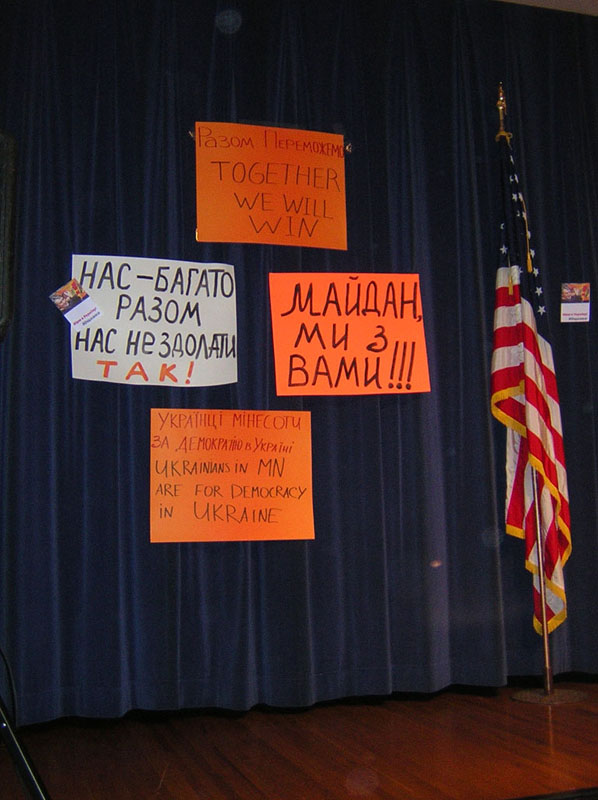 Разом Переможемо
TOGETHER
WE WILL
WIN
НАС – БАГАТО
РАЗОМ
НАС НЕ ЗДОЛАТИ
ТАК!
МАЙДАН,
МИ З
ВАМИ!!!
УКРАЇНЦІ МІНЕСОТИ
ЗА ДЕМОКРАТІЮ В УКРАЇНІ
UKRAINIANS IN MN
ARE FOR DEMOCRACY
IN UKRAINE